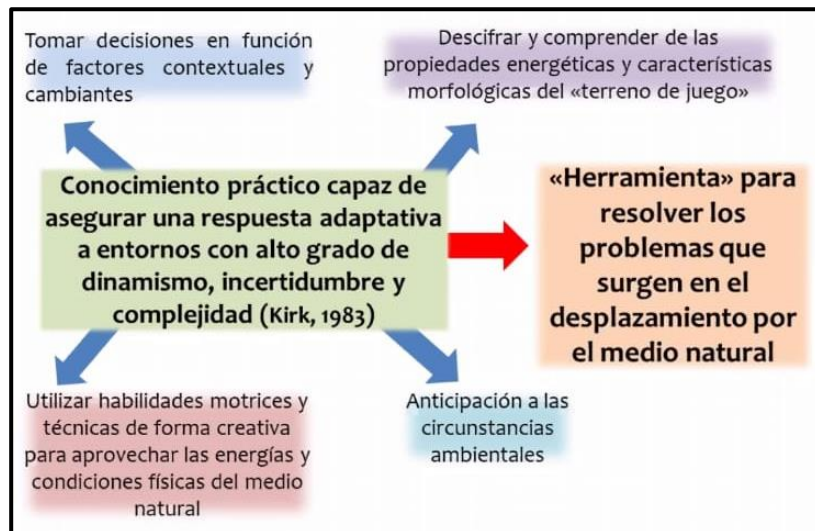 Tomar decisiones en función
de factores contextuales y
cambiantes
Descifrar y comprender de las
propiedades energéticas y características
morfológicas del «terreno de juego»
Conocimiento práctico capaz de
asegurar una respuesta adaptativa
a entornos con alto grado de
dinamismo, incertidumbre y
complejidad (Kirk, 1983)
«Herramienta» para
resolver los
problemas que
surgen en el
desplazamiento por
el medio natural
Utilizar habilidades motrices y
técnicas de forma creativa
para aprovechar las energías y
condiciones físicas del medio
natural
Anticipación a las
circunstancias
ambientales